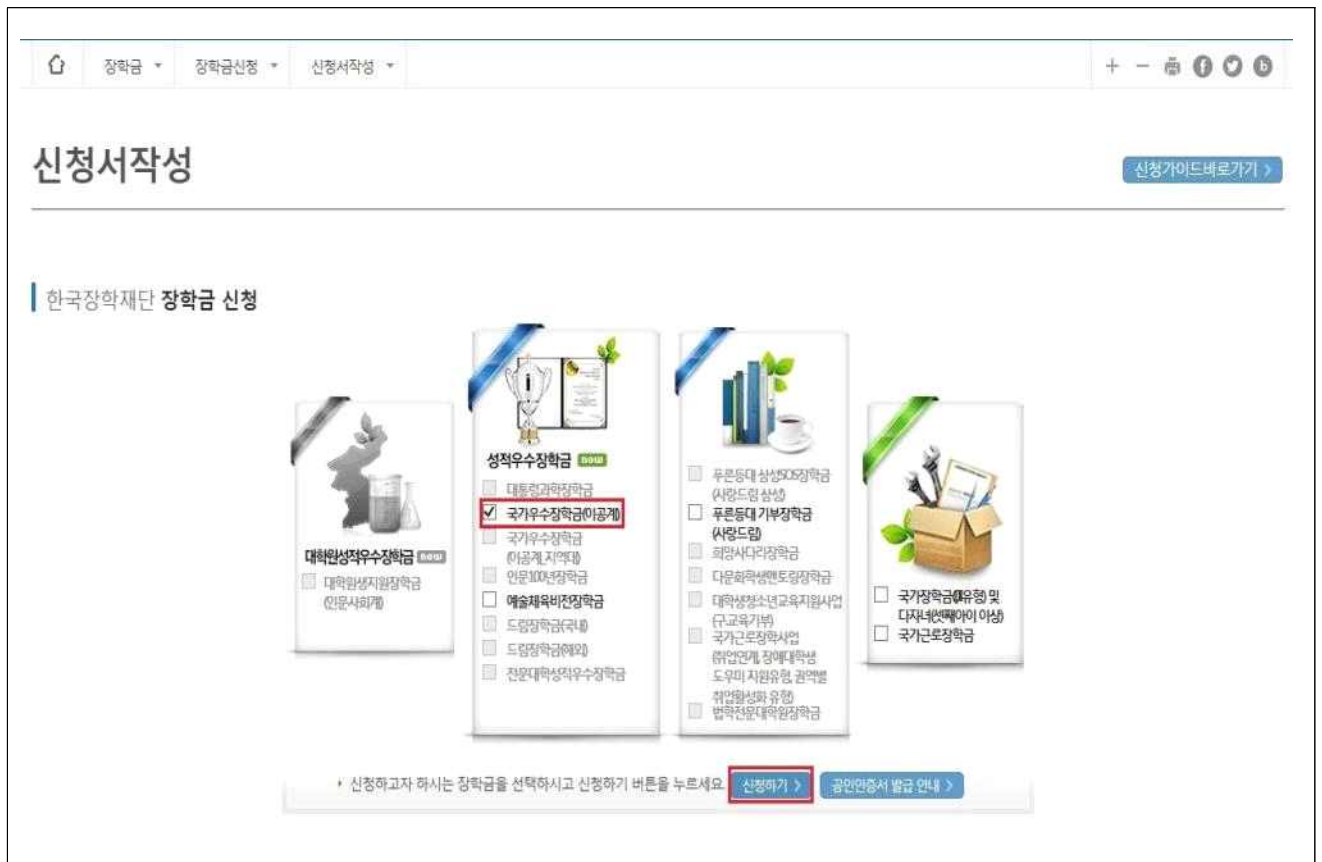 장학금
장학금신청
신청서작성
신청서작성
신청가이드바로가기 >
한국장학재단 장학금 신청
대학원성적우수장학금 new
대학원생지원장학금
(인문사회계)
성적우수장학금 new
대통령과학장학금
국가우수장학금(이공계)
국가우수장학금
(이공계,지역대)
인문100년장학금
예술체육비전장학금
드림장학금(국내)
드림장학금(해외)
전문대학성적우수장학금
푸른등대 삼성SOS장학금
(사랑드림 삼성)
푸른등대 기부장학금
(사랑드림)
희망사다리장학금
다문화학생멘토링장학금
대학생청소년교육지원사업
(구.교육기부)
국가근로장학사업
(취업연계, 장애대학생
도우미 지원유형, 권역별
취업활성화 유형)
법학전문대학원장학금
및
다자녀(셋째아이 이상)
국가근로장학금
신청하고자 하시는 장학금을 선택하시고 신청하기 버튼을 누르세요. 신청하기 > 공인인증서 발급 안내 >